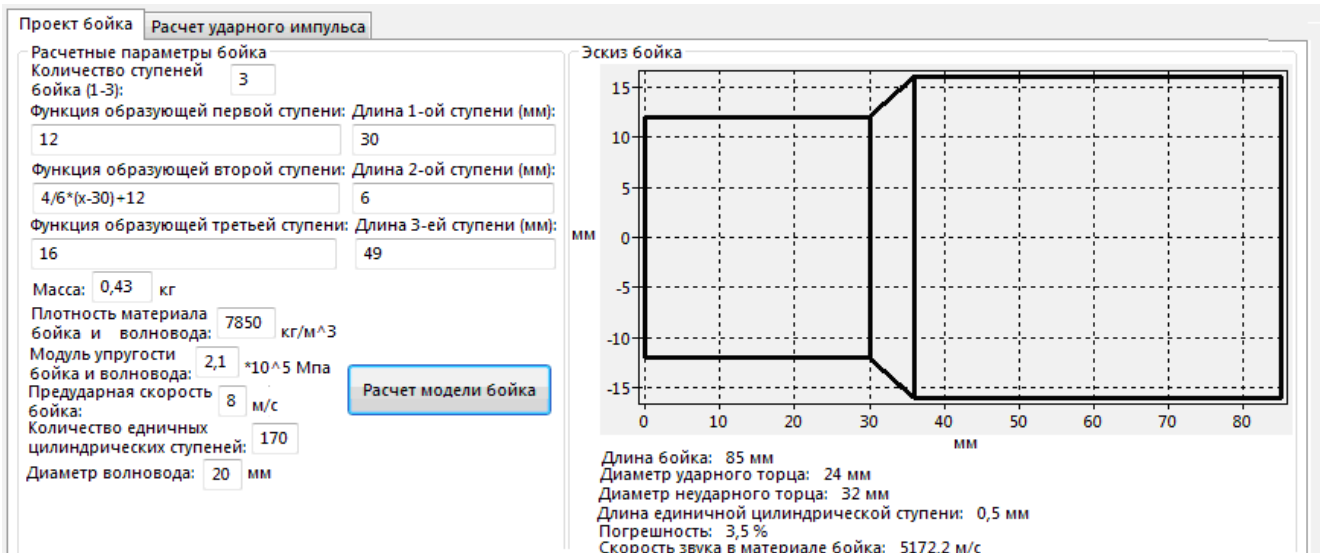 Проект бойка Расчет ударного импульса
Расчетные параметры бойка
Количество ступеней
бойка (1-3): 3
Функция образующей первой ступени: Длина 1-ой ступени (мм):
12 30
Функция образующей второй ступени: Длина 2-ой ступени (мм):
4/6*(x-30)+12 6
Функция образующей третьей ступени: Длина 3-ей ступени (мм):
16 49
Масса: 0,43 кг
Плотность материала
бойка и волновода: 7850 кг/м^3
Модуль упругости
бойка и волновода: 2,1 *10^5 Мпа
Предударная скорость
бойка: 8 м/с
Количество едничных
цилиндрических ступеней: 170
Диаметр волновода: 20 мм
Расчет модели бойка
Эскиз бойка
15
10
5
мм 0
-5
-10
-15
0 10 20 30 40 50 60 70 80
мм
Длина бойка: 85 мм
Диаметр ударного торца: 24 мм
Диаметр неударного торца: 32 мм
Длина единичной цилиндрической ступени: 0,5 мм
Погрешность: 3,5 %
Скорость звука в материале бойка: 5172,2 м/с